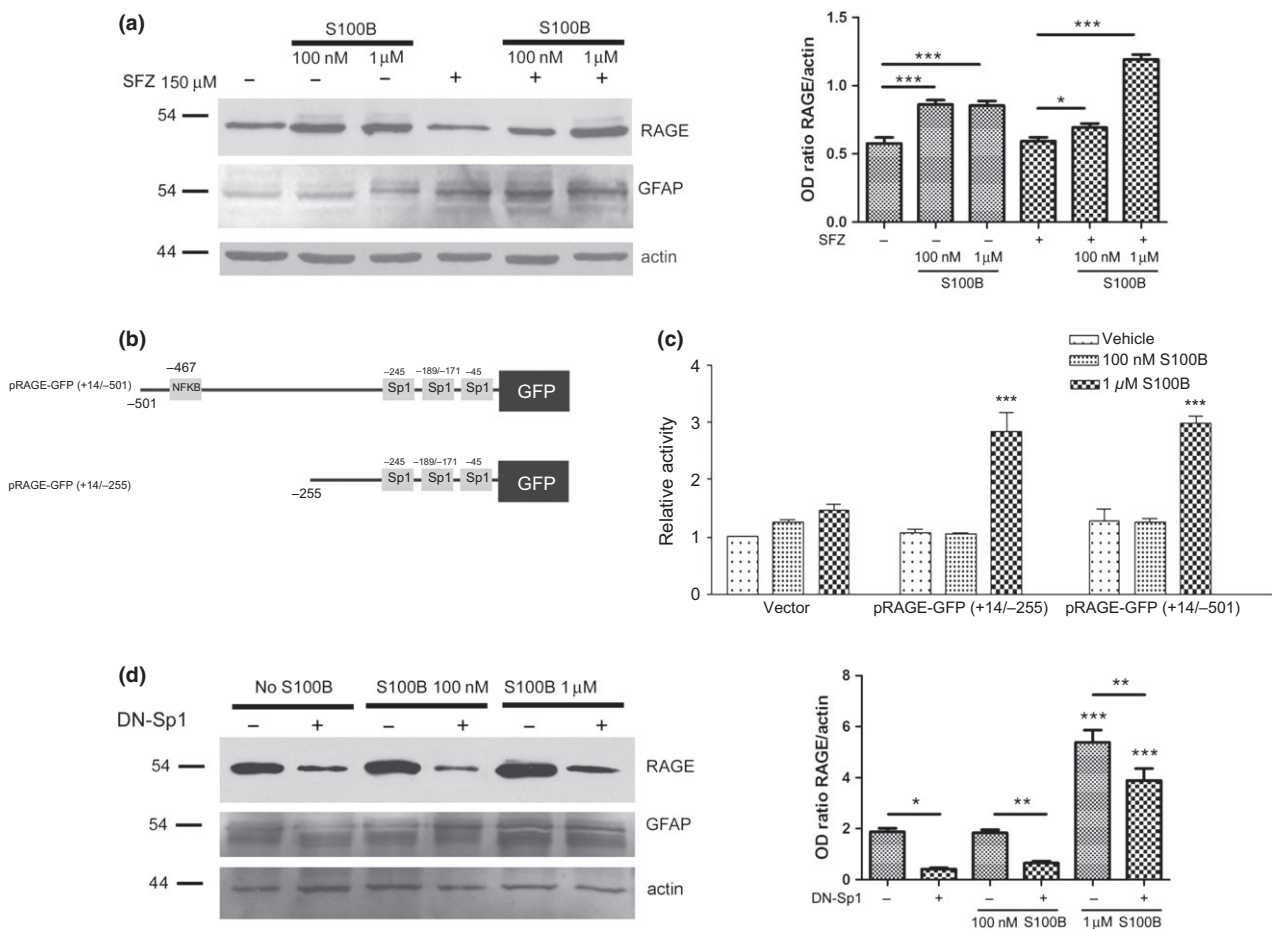 (a)
S100B S100B
100 nM 1 μM 100 nM 1 μM
SFZ 150 μM – – – + + +
54
RAGE
54
GFAP
44
actin
OD ratio RAGE/actin
1.5
1.0
0.5
0.0
*** *** *** * ***
SFZ – – – + + +
100 nM 1 μM 100 nM 1 μM
S100B S100B
(b)
–467
pRAGE-GFP (+14/–501) NFKB
–501
–245 –189/–171 –45
Sp1 Sp1 Sp1 GFP
pRAGE-GFP (+14/–255)
–255
–245 –189/–171 –45
Sp1 Sp1 Sp1 GFP
(c)
Vehicle
100 nM S100B
1 μM S100B
Relative activity
4
3
2
1
0
*** ***
Vector pRAGE-GFP (+14/–255) pRAGE-GFP (+14/–501)
(d)
No S100B S100B 100 nM S100B 1 μM
DN-Sp1 – + – + – +
54
RAGE
54
GFAP
44
actin
OD ratio RAGE/actin
8
6
4
2
0
* ** *** ** ***
DN-Sp1 – + – + – +
100 nM S100B 1 μM S100B